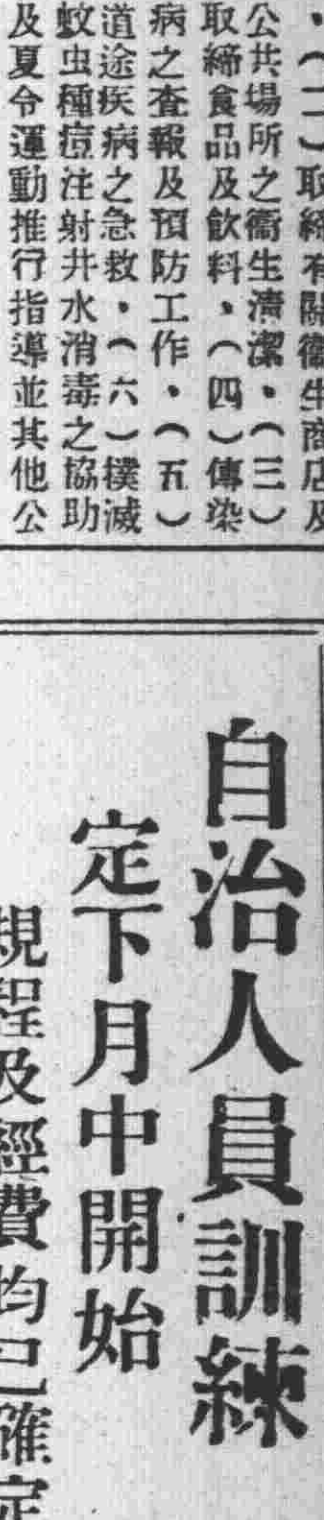 ・(二)取締有關衞生商店及
公共場所之衞生清潔・(三)
取締食品及飲料・(四)傳染
病之查報及預防工作・(五)
道途疾病之急救・(六)撲滅
蚊虫種痘注射井水消毒之協助
及夏令運動推行指導並其他公
自治人員訓練
定下月中開始
規程及經費均已確定